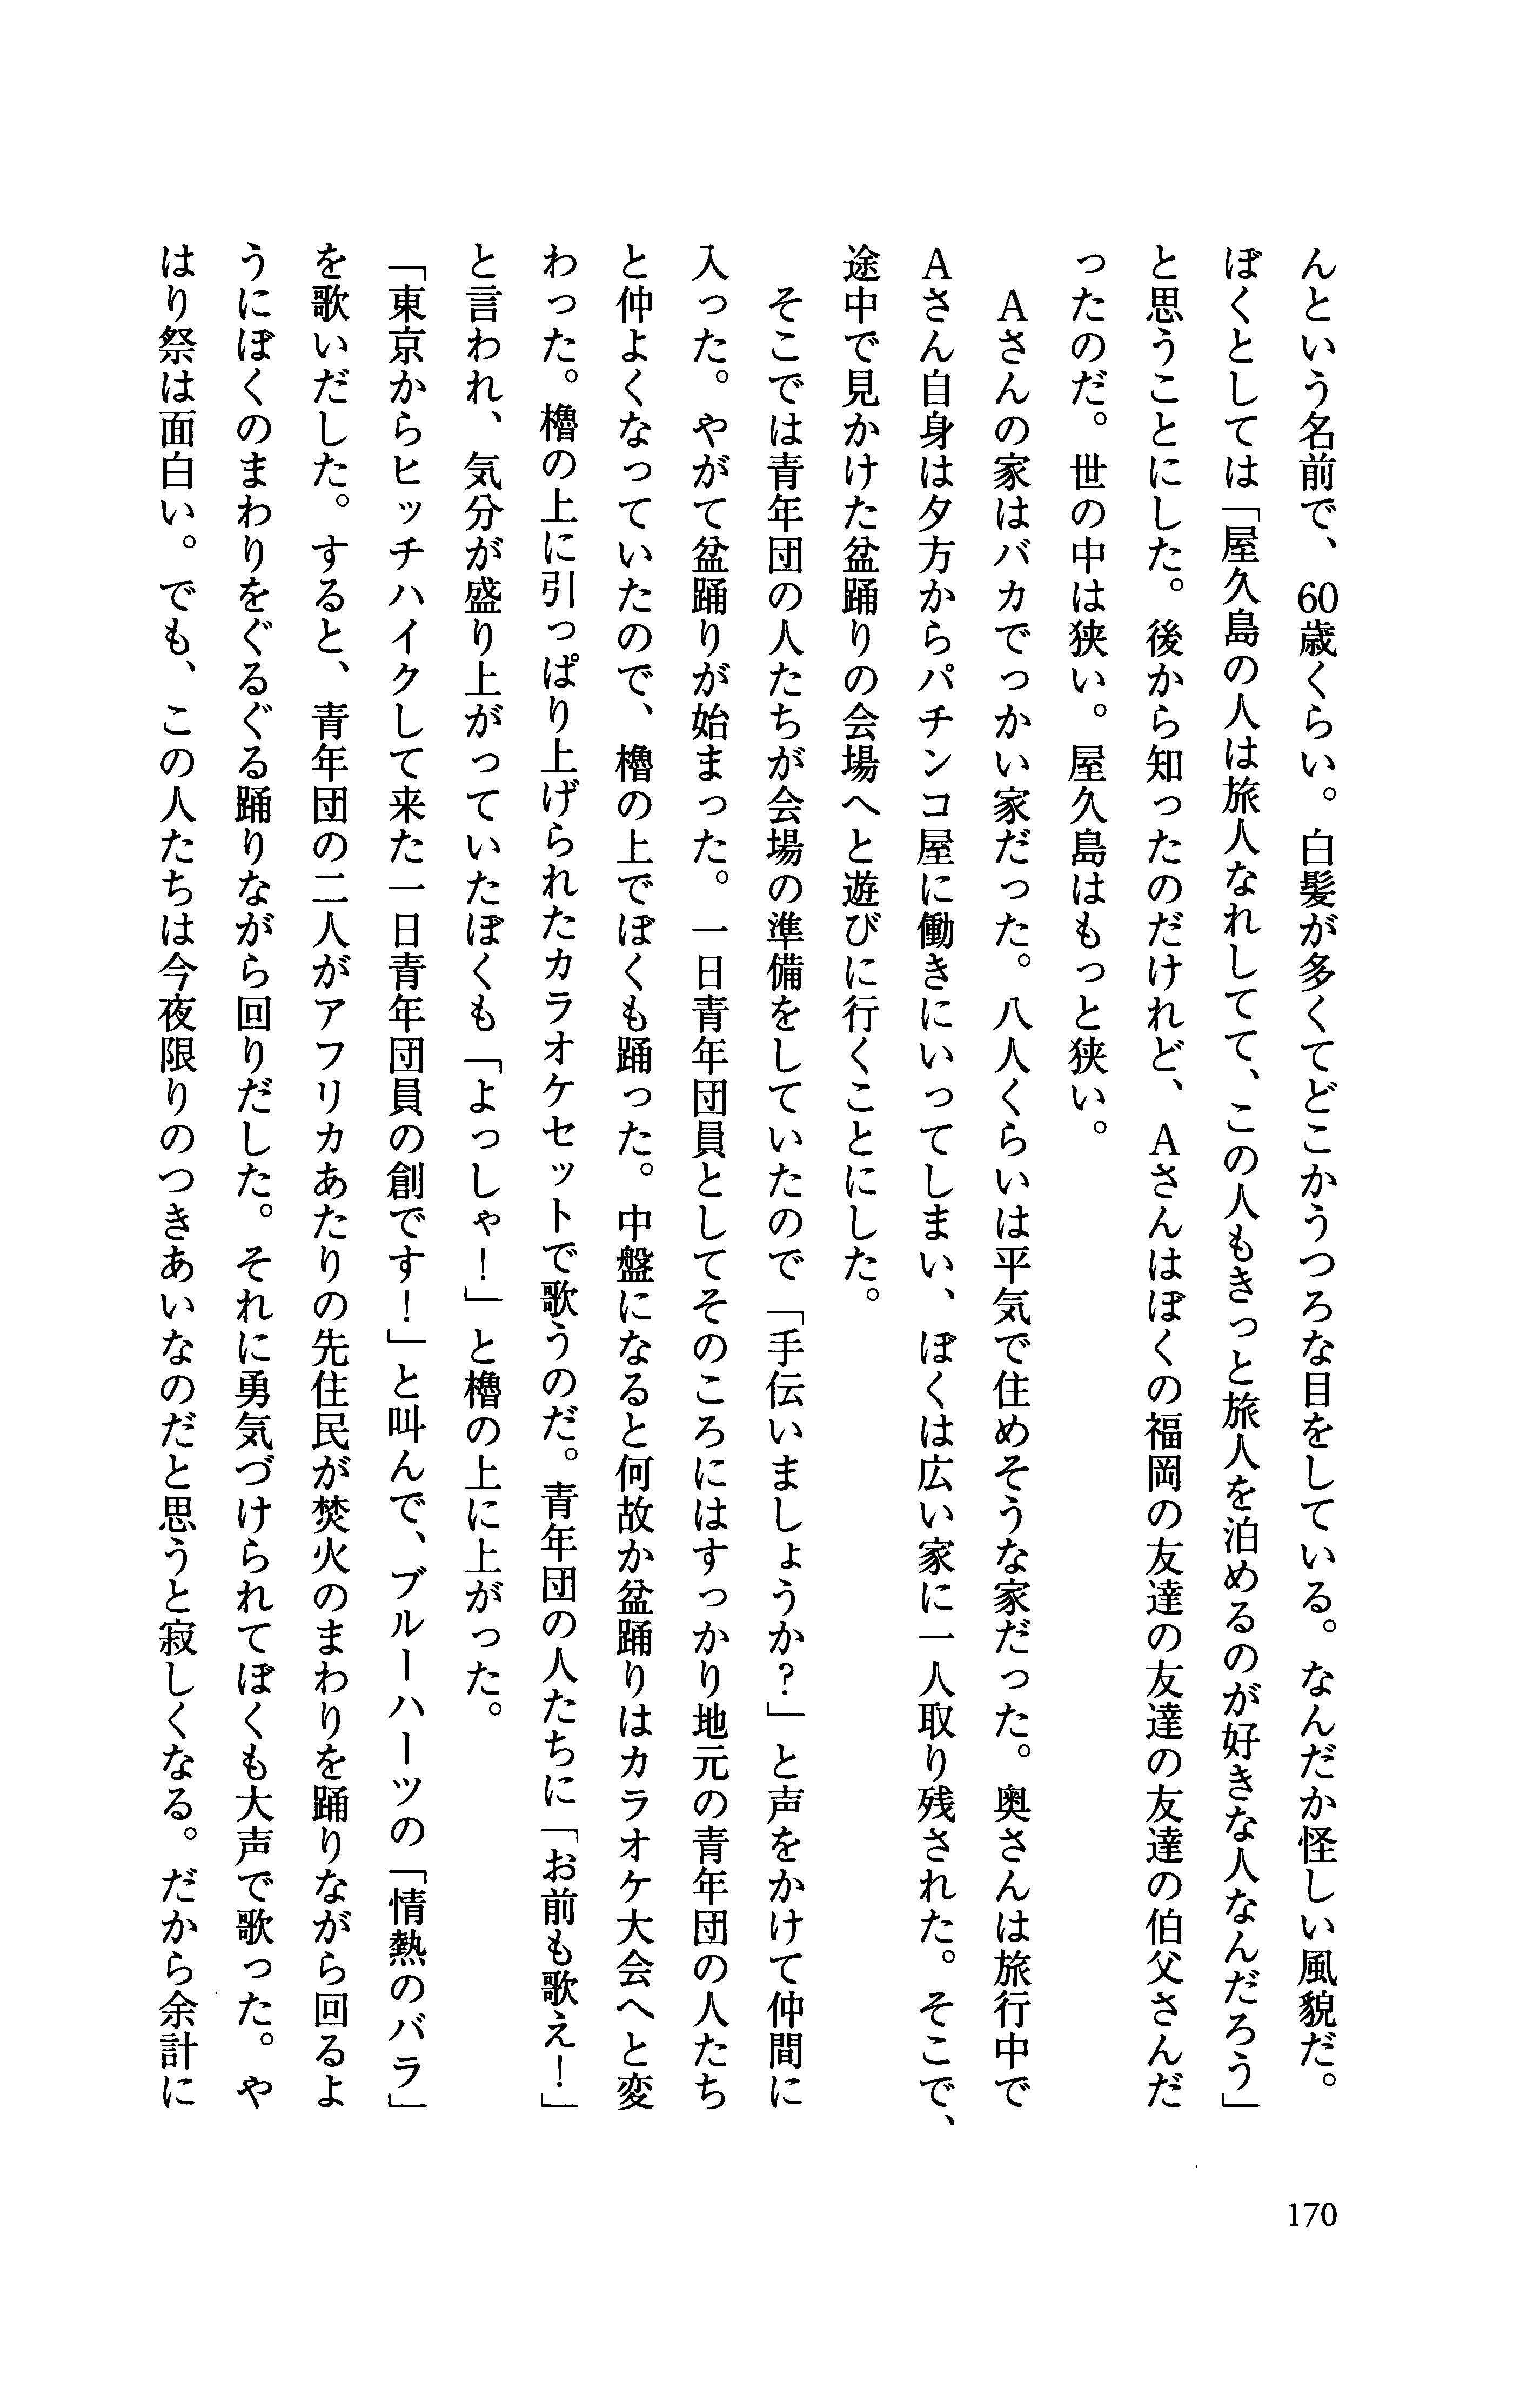 んという名前で、60歳くらい。白髪が多くてどこかうつろな目をしている。なんだか怪しい風貌だ。
ぼくとしては「屋久島の人は旅人なれしてて、この人もきっと旅人を泊めるのが好きな人なんだろう」
と思うことにした。後から知ったのだけれど、Aさんはぼくの福岡の友達の友達の友達の伯父さんだ
ったのだ。世の中は狭い。屋久島はもっと狭い。
　Aさんの家はバカでっかい家だった。八人くらいは平気で住めそうな家だった。奥さんは旅行中で
Aさん自身は夕方からパチンコ屋に働きにいってしまい、ぼくは広い家に一人取り残された。そこで、
途中で見かけた盆踊りの会場へと遊びに行くことにした。
　そこでは青年団の人たちが会場の準備をしていたので「手伝いましょうか?」と声をかけて仲間に
入った。やがて盆踊りが始まった。一日青年団員としてそのころにはすっかり地元の青年団の人たち
と仲よくなっていたので、櫓の上でぼくも踊った。中盤になると何故か盆踊りはカラオケ大会へと変
わった。櫓の上に引っぱり上げられたカラオケセットで歌うのだ。青年団の人たちに「お前も歌え!」
と言われ、気分が盛り上がっていたぼくも「よっしゃ!」と櫓の上に上がった。
「東京からヒッチハイクして来た一日青年団員の創です!」と叫んで、ブルーハーツの「情熱のバラ」
を歌いだした。すると、青年団の二人がアフリカあたりの先住民が焚火のまわりを踊りながら回るよ
うにぼくのまわりをぐるぐる踊りながら回りだした。それに勇気づけられてぼくも大声で歌った。や
はり祭は面白い。でも、この人たちは今夜限りのつきあいなのだと思うと寂しくなる。だから余計に
170